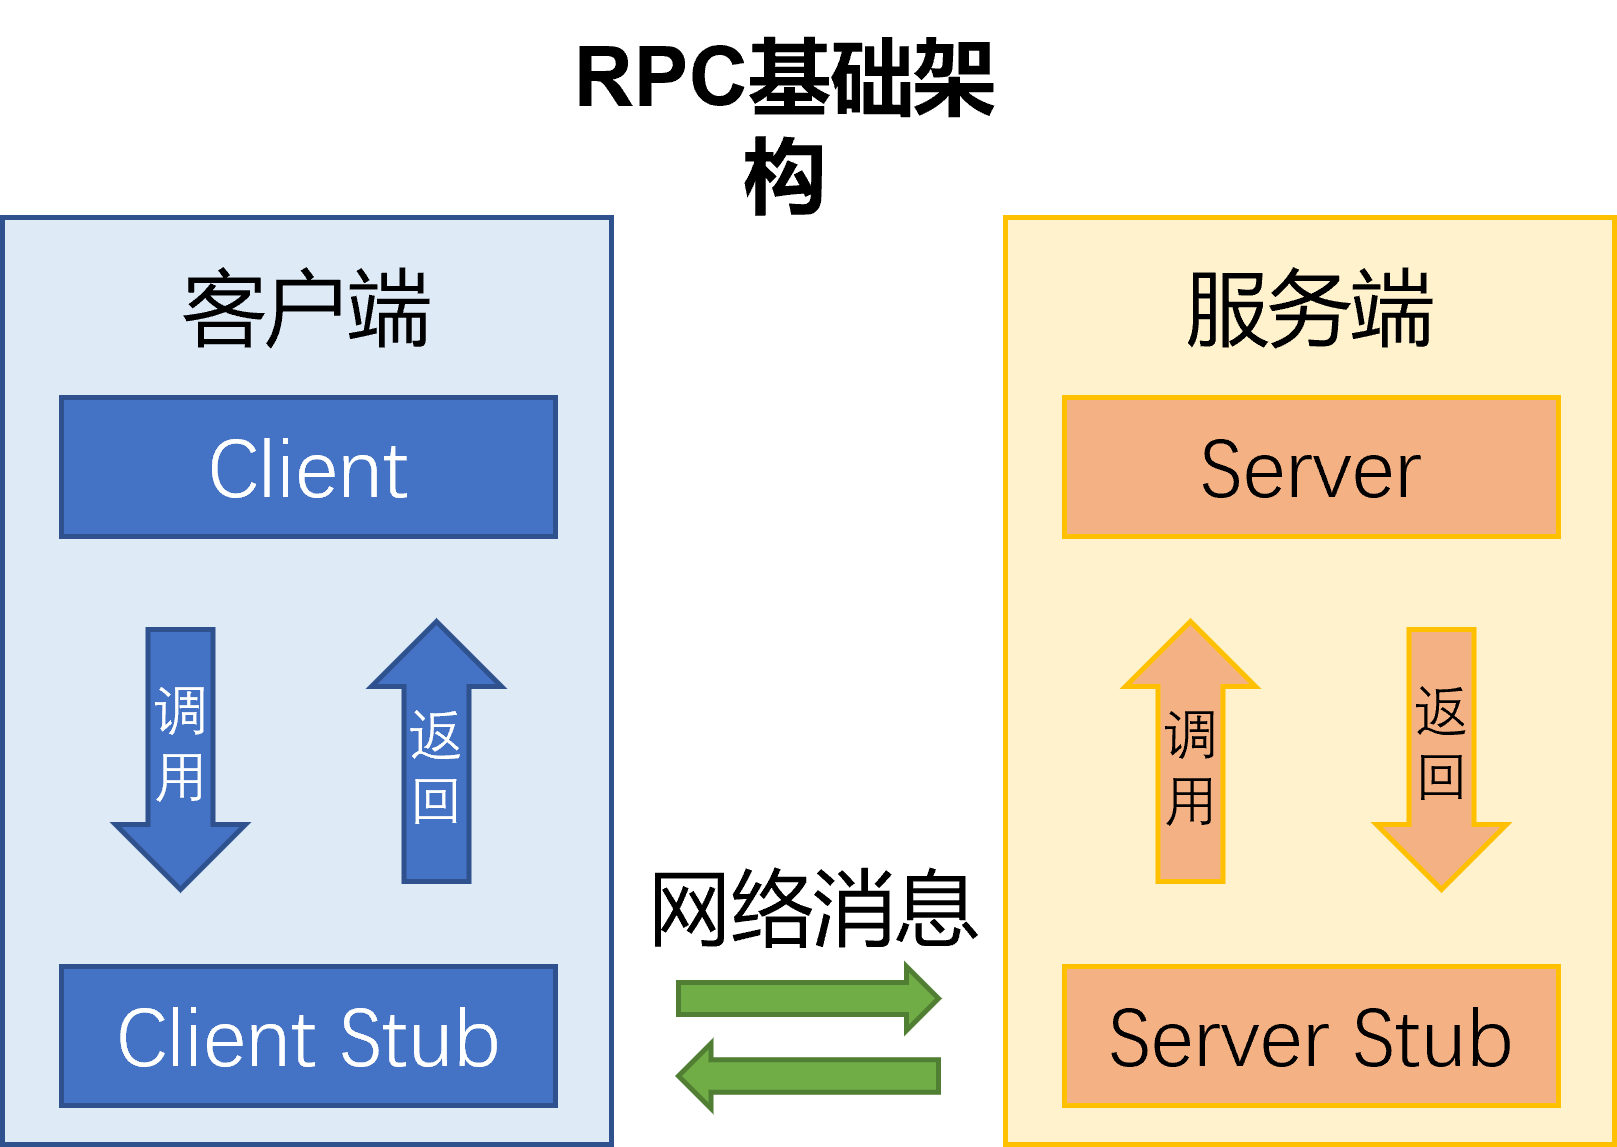 RPC基础架
构
客户端
Client
调
用
返
回
Client Stub
网络消息
服务端
Server
调
用
返
回
Server Stub